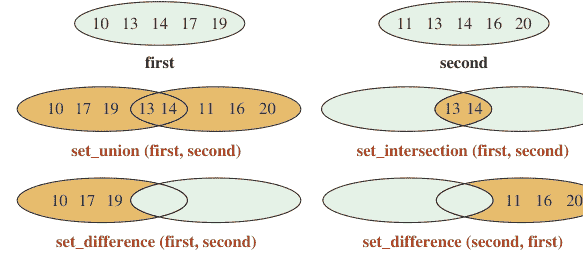 10 13 14 17 19
11 13 14 16 20
first
second
10 17 19 13 14 11 16 20
13 14
set_union (first, second)
set_intersection (first, second)
10 17 19
11 16 20
set_difference (first, second)
set_difference (second, first)